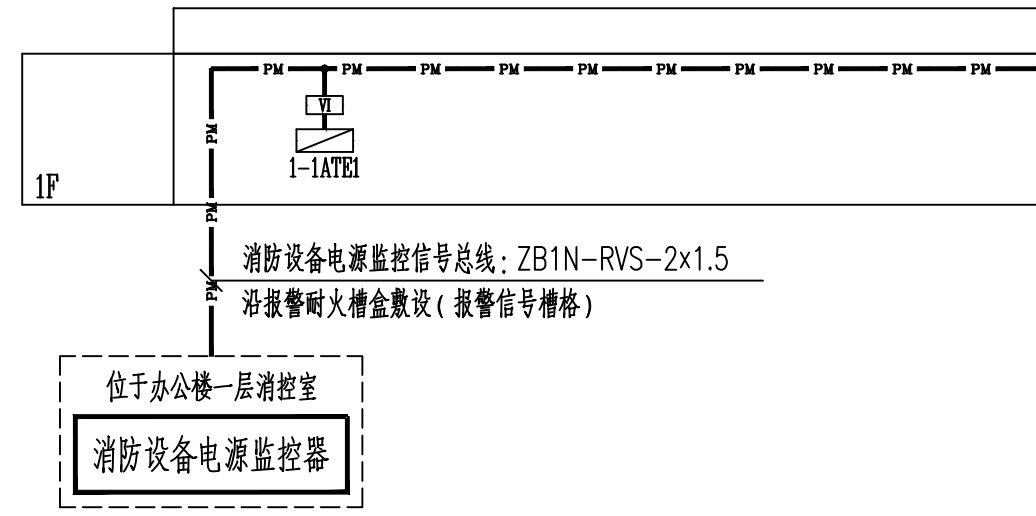 PM PM PM PM PM PM PM PM PM PM
VI
PM
1-1ATE1
1F
PM
消防设备电源监控信号总线：ZB1N-RVS-2x1.5
PM
沿报警耐火槽盒敷设（报警信号槽格）
位于办公楼一层消控室
消防设备电源监控器